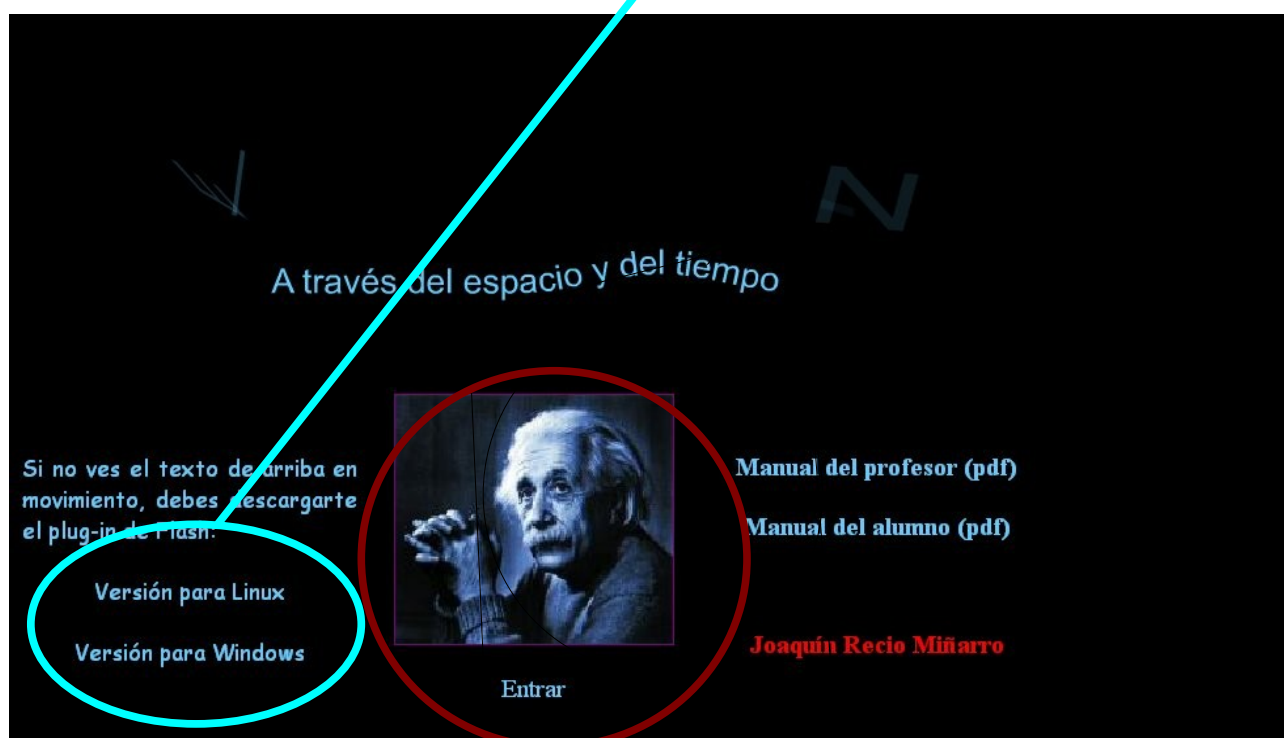 A través del espacio y del tiempo
Si no ves el texto de arriba en
movimiento, debes descargarte
el plug-in de Flash:
Versión para Linux
Versión para Windows
Entrar
Manual del profesor (pdf)
Manual del alumno (pdf)
Joaquín Recio Miñarro